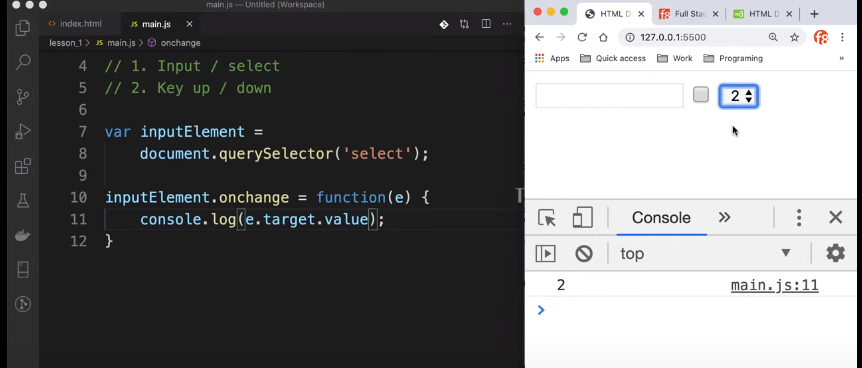 main.js — Untitled (Workspace)
index.html
JS main.js
lesson_1 > JS main.js > onchange
4 // 1. Input / select
5 // 2. Key up / down
6
7 var inputElement =
8 document.querySelector('select');
9
10 inputElement.onchange = function(e) {
11 console.log(e.target.value);
12 }
HTML D
Full Stac
HTML D
127.0.0.1:5500
Apps Quick access Work Programing »
2
Console »
top
2 main.js:11